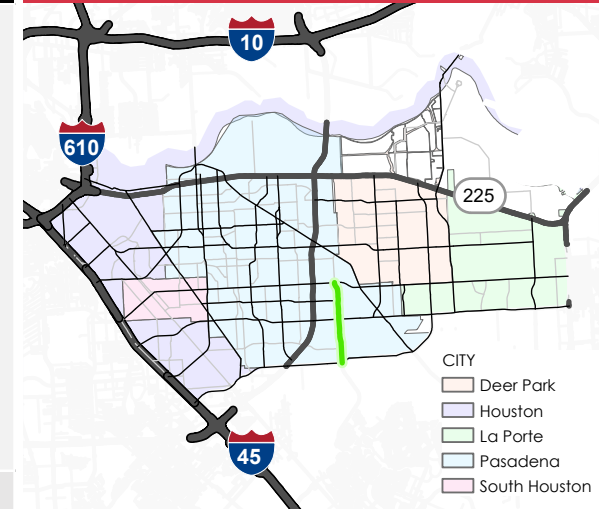 10
610
225
CITY
Deer Park
Houston
La Porte
Pasadena
South Houston
45